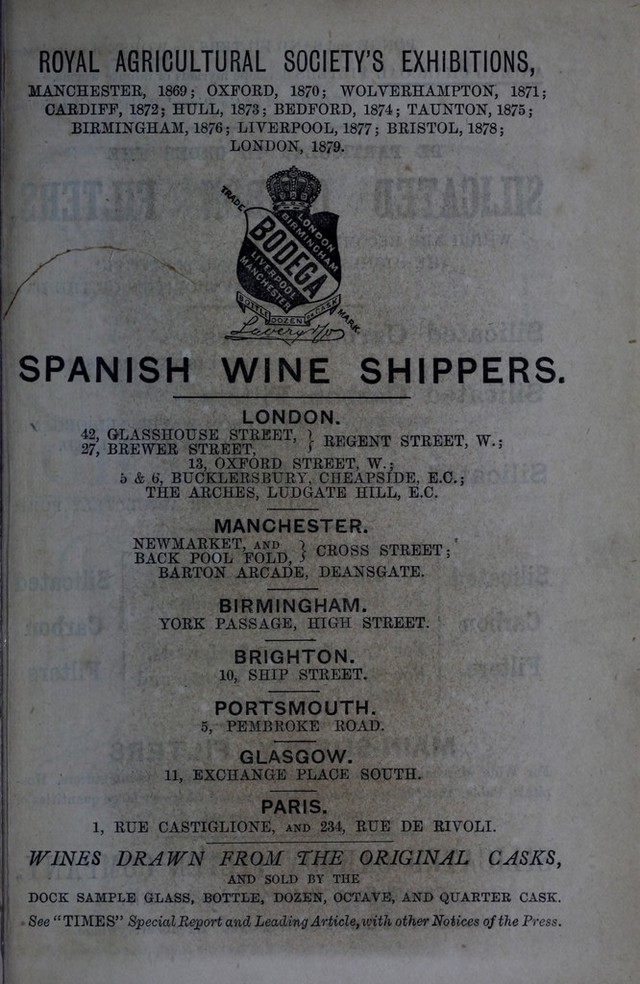 ROYAL AGRICULTURAL SOCIETY'S EXHIBITIONS,
MANCHESTER, 1869; OXFORD, 1870; WOLVERHAMPTON, 1871;
CARDIFF, 1872; HULL, 1873; BEDFORD, 1874; TAUNTON, 1875;
BIRMINGHAM, 1876; LIVERPOOL, 1877; BRISTOL, 1878;
LONDON, 1879.
TRADE MARK.
LONDON
BIRMINGHAM
BODEGA
LIVERPOOL
MANCHESTER
BOTTLE DOZEN OR CASK
Lavery &/Co
SPANISH WINE SHIPPERS.
LONDON.
42, GLASSHOUSE STREET, } REGENT STREET, W.;
27, BREWER STREET,
13, OXFORD STREET, W.;
5 & 6, BUCKLERSBURY, CHEAPSIDE, E.C.;
THE ARCHES, LUDGATE HILL, E.C.
MANCHESTER.
NEWMARKET, AND } CROSS STREET;
BACK POOL FOLD,
BARTON ARCADE, DEANSGATE.
BIRMINGHAM.
YORK PASSAGE, HIGH STREET.
BRIGHTON.
10, SHIP STREET.
PORTSMOUTH.
5, PEMBROKE ROAD.
GLASGOW.
11, EXCHANGE PLACE SOUTH.
PARIS.
1, RUE CASTIGLIONE, AND 234, RUE DE RIVOLI.
WINES DRAWN FROM THE ORIGINAL CASKS,
AND SOLD BY THE
DOCK SAMPLE GLASS, BOTTLE, DOZEN, OCTAVE, AND QUARTER CASK.
See "TIMES" Special Report and Leading Article, with other Notices of the Press.